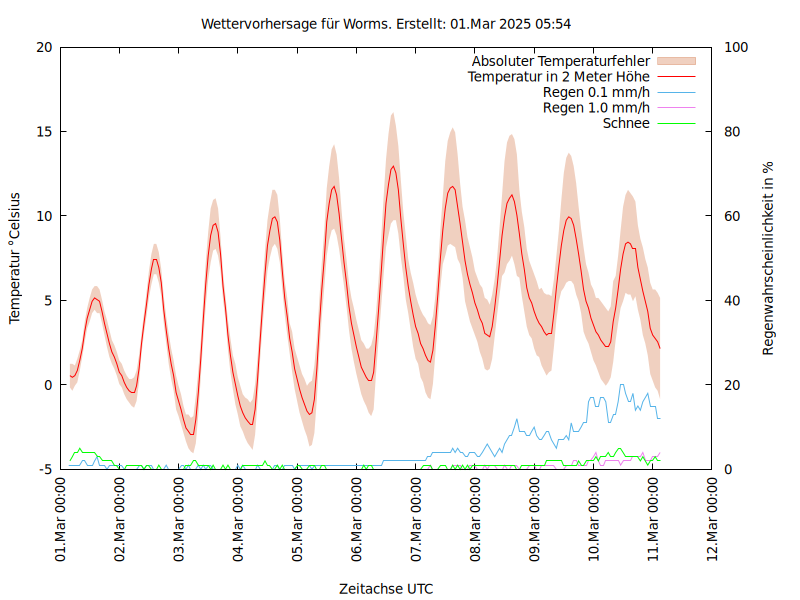 Wettervorhersage für Worms. Erstellt: 01.Mar 2025 05:54
20
15
10
5
0
-5
100
80
60
40
20
0
Temperatur °Celsius
Regenwahrscheinlichkeit in %
Absoluter Temperaturfehler
Temperatur in 2 Meter Höhe
Regen 0.1 mm/h
Regen 1.0 mm/h
Schnee
01.Mar 00:00
02.Mar 00:00
03.Mar 00:00
04.Mar 00:00
05.Mar 00:00
06.Mar 00:00
07.Mar 00:00
08.Mar 00:00
09.Mar 00:00
10.Mar 00:00
11.Mar 00:00
12.Mar 00:00
Zeitachse UTC